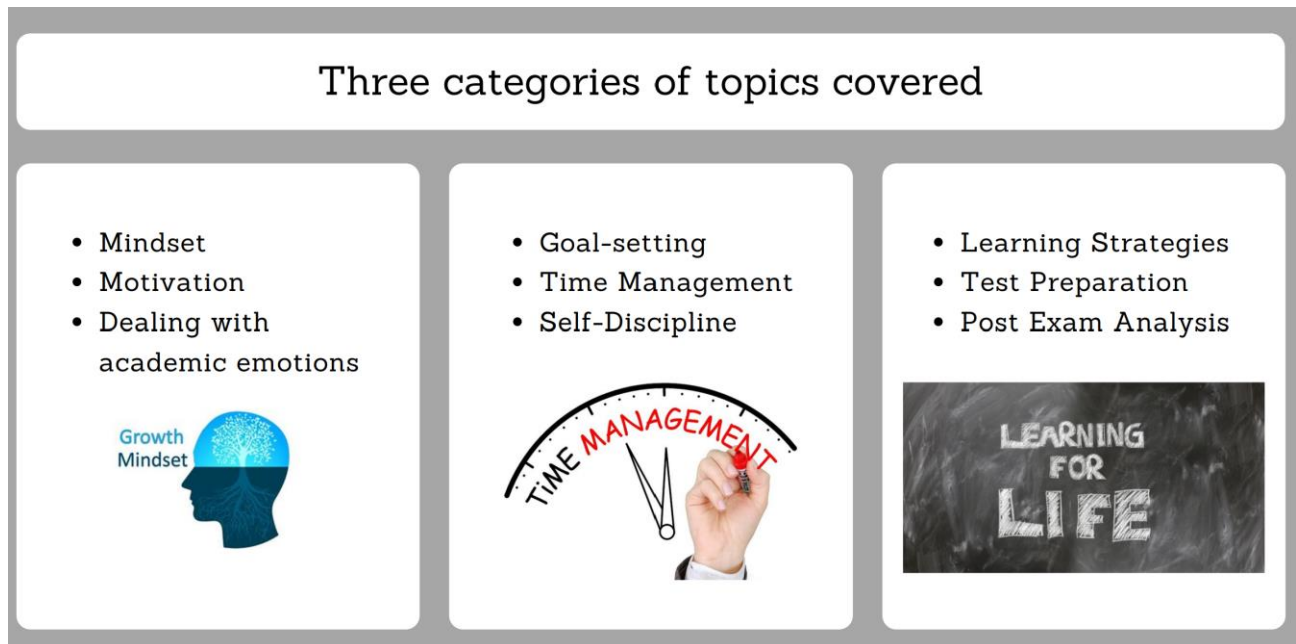 Three categories of topics covered
• Mindset
• Motivation
• Dealing with
academic emotions
Growth
Mindset
• Goal-setting
• Time Management
• Self-Discipline
TiME MANAGEMENT
• Learning Strategies
• Test Preparation
• Post Exam Analysis
LEARNING
FOR
LIFE